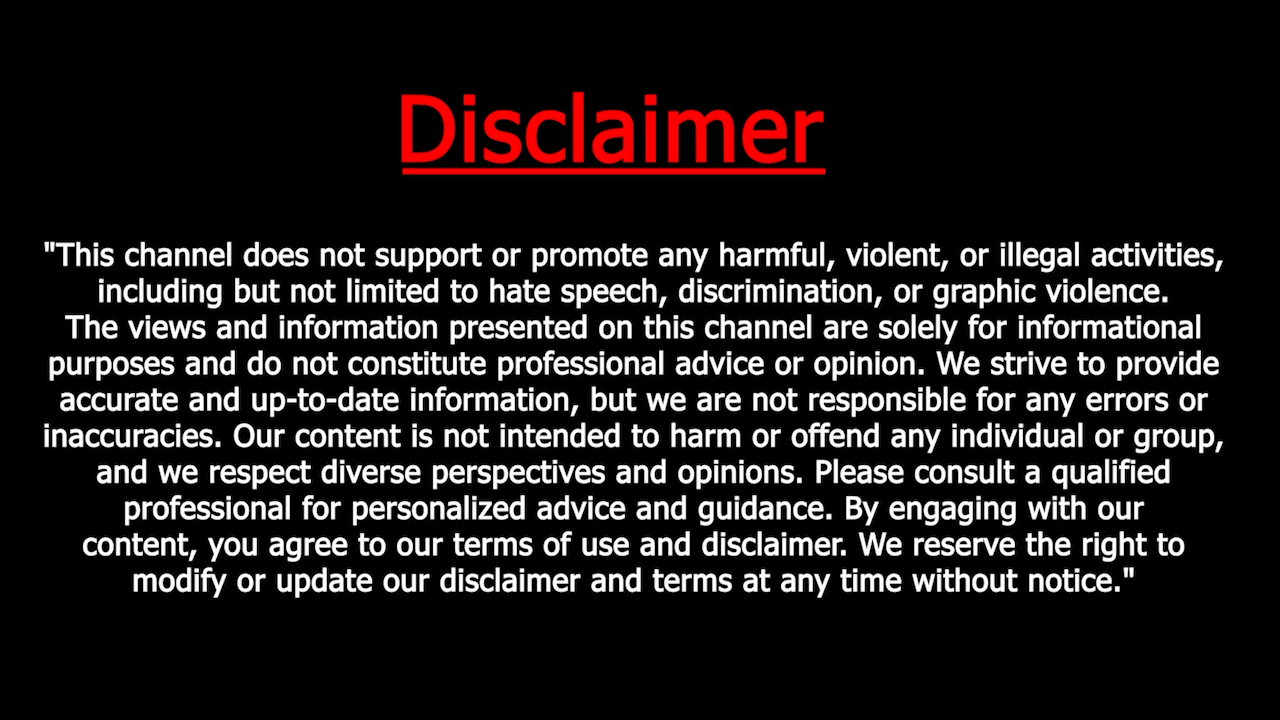 Disclaimer
"This channel does not support or promote any harmful, violent, or illegal activities,
including but not limited to hate speech, discrimination, or graphic violence.
The views and information presented on this channel are solely for informational
purposes and do not constitute professional advice or opinion. We strive to provide
accurate and up-to-date information, but we are not responsible for any errors or
inaccuracies. Our content is not intended to harm or offend any individual or group,
and we respect diverse perspectives and opinions. Please consult a qualified
professional for personalized advice and guidance. By engaging with our
content, you agree to our terms of use and disclaimer. We reserve the right to
modify or update our disclaimer and terms at any time without notice."